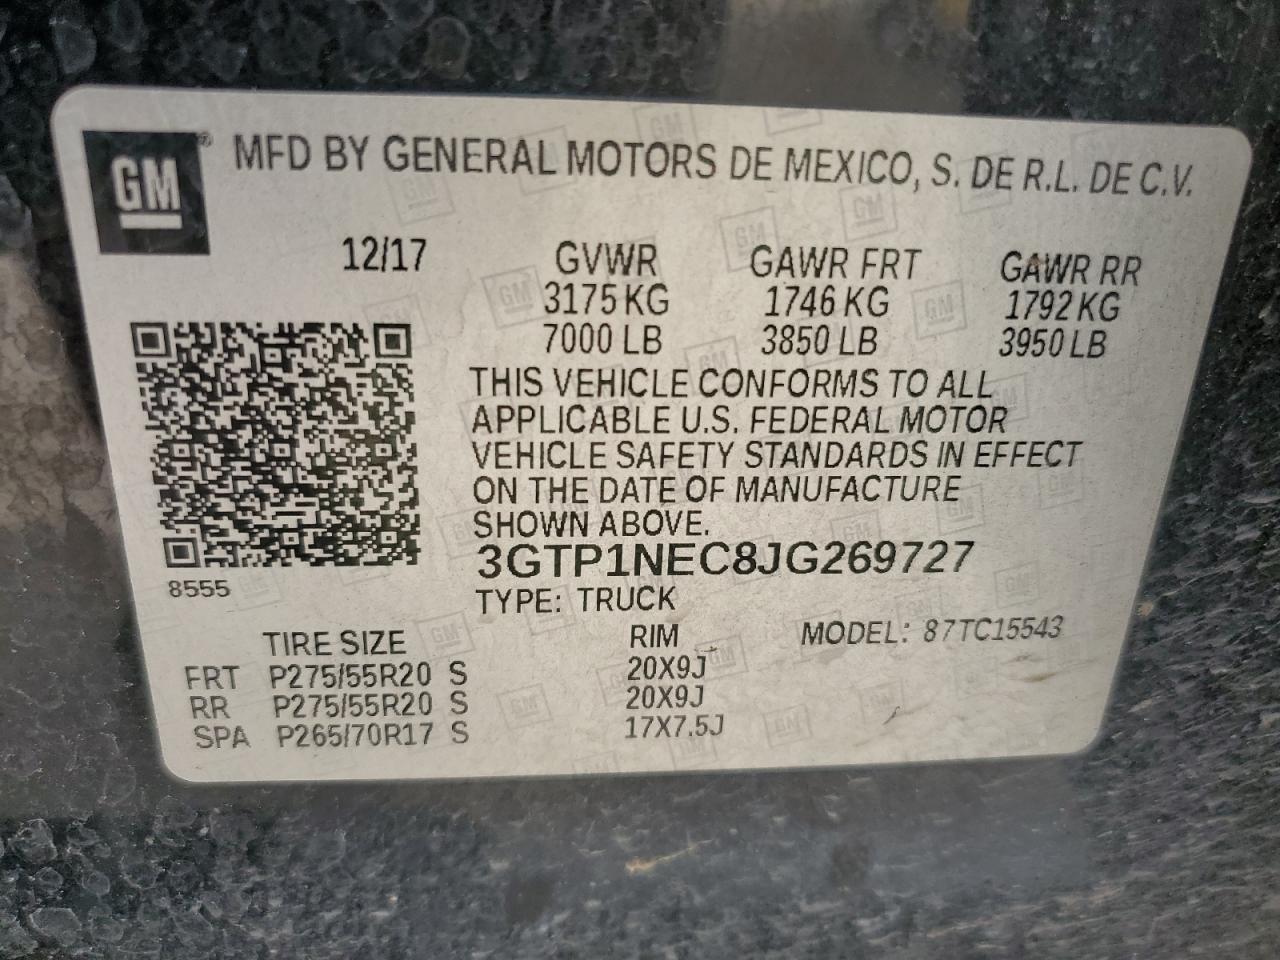 GM®
MFD BY GENERAL MOTORS DE MEXICO, S. DE R.L. DE C.V.
12/17 GVWR GAWR FRT GAWR RR
3175 KG 1746 KG 1792 KG
7000 LB 3850 LB 3950 LB
THIS VEHICLE CONFORMS TO ALL
APPLICABLE U.S. FEDERAL MOTOR
VEHICLE SAFETY STANDARDS IN EFFECT
ON THE DATE OF MANUFACTURE
SHOWN ABOVE.
3GTP1NEC8JG269727
8555
TYPE: TRUCK
TIRE SIZE RIM MODEL: 87TC15543
FRT P275/55R20 S 20X9J
RR P275/55R20 S 20X9J
SPA P265/70R17 S 17X7.5J